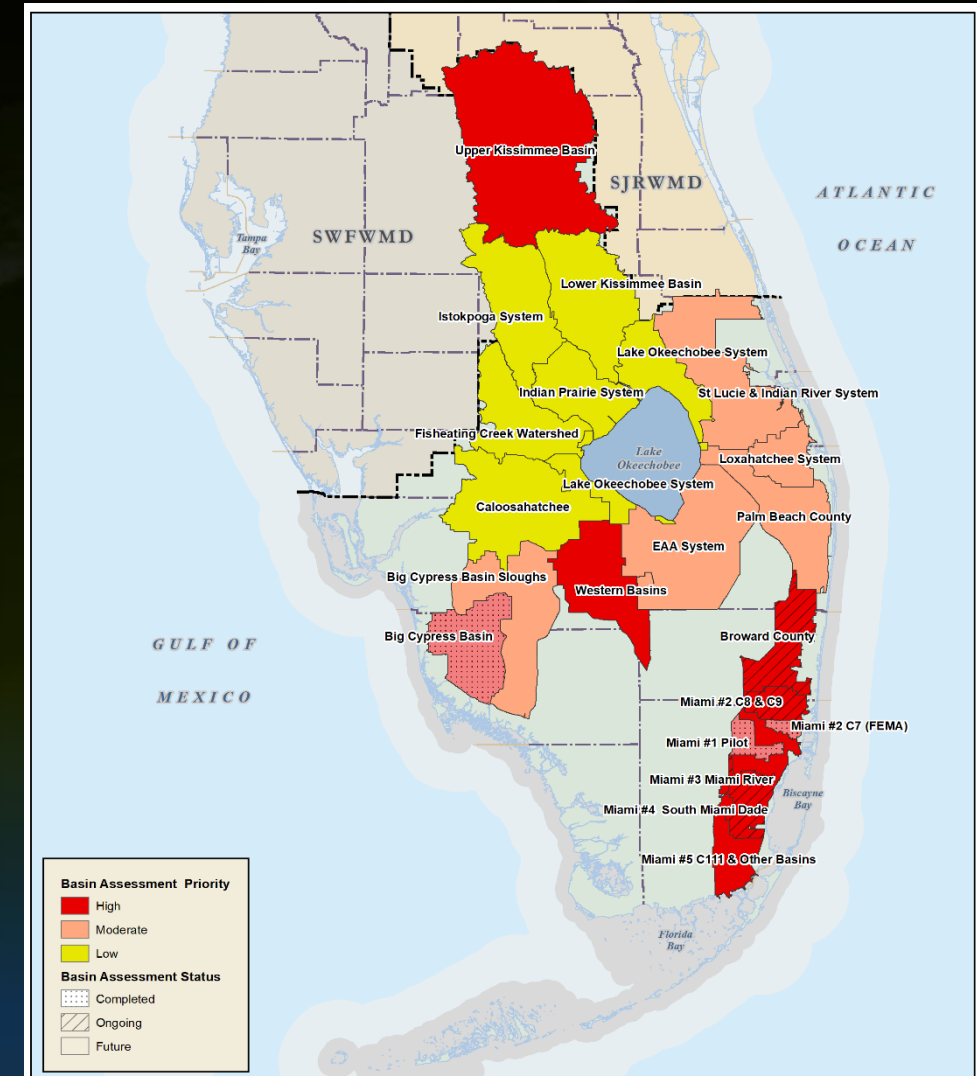 Upper Kissimmee Basin
SJRWMD
ATLANTIC
OCEAN
SWFWMD
Tampa
Bay
Lower Kissimmee Basin
Istokpoga System
Lake Okeechobee System
Indian Prairie System
St Lucie & Indian River System
Fisheating Creek Watershed
Lake
Okeechobee
Loxahatchee System
Lake Okeechobee System
Caloosahatchee
Palm Beach County
EAA System
Big Cypress Basin Sloughs
Western Basins
Big Cypress Basin
Broward County
GULF OF
MEXICO
Miami #2 C8 & C9
Miami #2 C7 (FEMA)
Miami #1 Pilot
Miami #3 Miami River
Biscayne
Bay
Miami #4 South Miami Dade
Miami #5 C111 & Other Basins
Florida
Bay
Basin Assessment Priority
High
Moderate
Low
Basin Assessment Status
Completed
Ongoing
Future